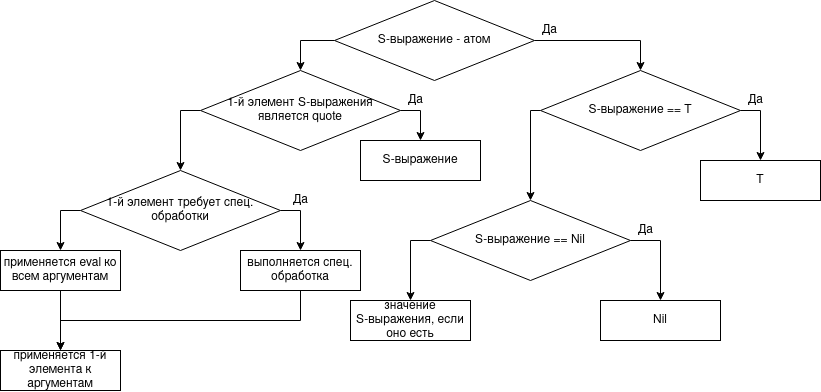 S-выражение - атом
Да
1-й элемент S-выражения
является quote
Да
S-выражение == T
Да
S-выражение
T
1-й элемент требует спец.
обработки
Да
S-выражение == Nil
Да
применяется eval ко
всем аргументам
выполняется спец.
обработка
значение
S-выражения, если
оно есть
Nil
применяется 1-й
элемента к
аргументам